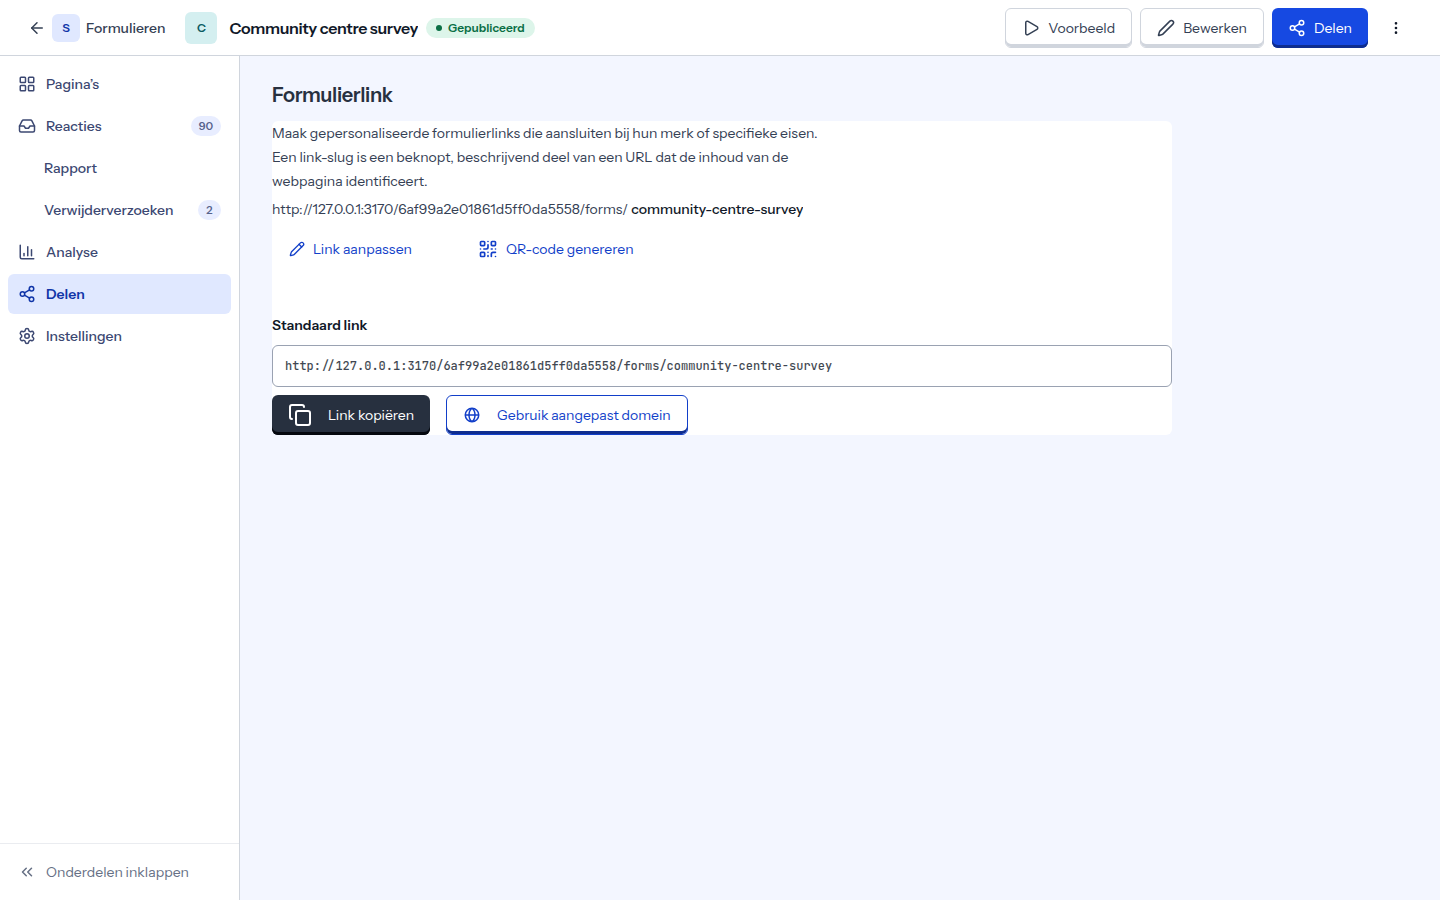 S Formulieren C Community centre survey Gepubliceerd Voorbeeld Bewerken Delen
Pagina's
Reacties 90
Rapport
Verwijderverzoeken 2
Analyse
Delen
Instellingen
Onderdelen inklappen
Formulierlink
Maak gepersonaliseerde formulierlinks die aansluiten bij hun merk of specifieke eisen.
Een link-slug is een beknopt, beschrijvend deel van een URL dat de inhoud van de
webpagina identificeert.
http://127.0.0.1:3170/6af99a2e01861d5ff0da5558/forms/ community-centre-survey
Link aanpassen QR-code genereren
Standaard link
http://127.0.0.1:3170/6af99a2e01861d5ff0da5558/forms/community-centre-survey
Link kopiëren Gebruik aangepast domein